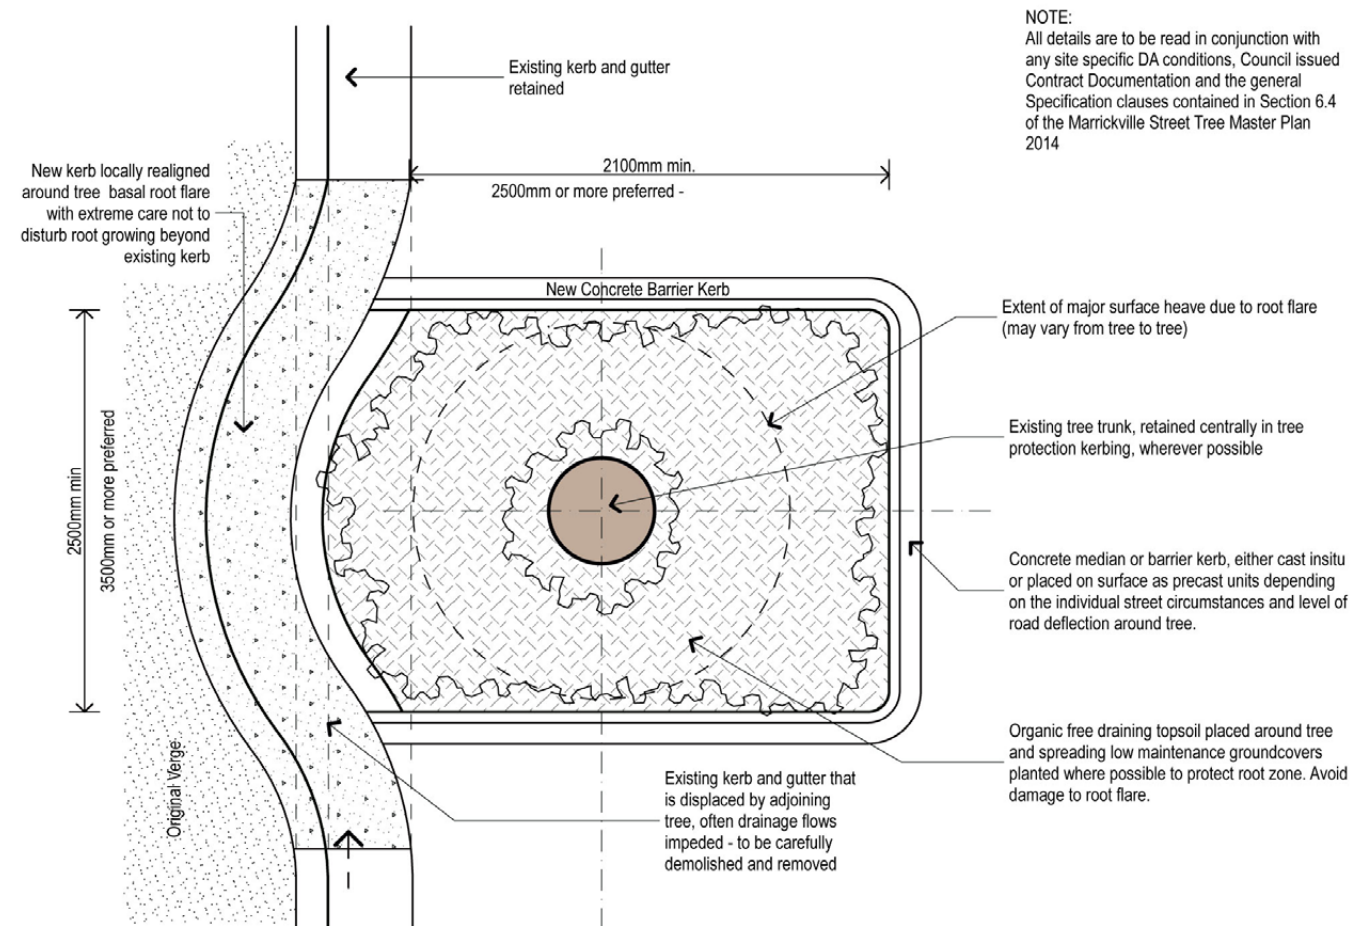 NOTE:
All details are to be read in conjunction with
any site specific DA conditions, Council issued
Contract Documentation and the general
Specification clauses contained in Section 6.4
of the Marrickville Street Tree Master Plan
2014
Existing kerb and gutter
retained
2100mm min.
2500mm or more preferred -
New kerb locally realigned
around tree basal root flare
with extreme care not to
disturb root growing beyond
existing kerb
New Concrete Barrier Kerb
Extent of major surface heave due to root flare
(may vary from tree to tree)
Existing tree trunk, retained centrally in tree
protection kerbing, wherever possible
2500mm min
3500mm or more preferred
Concrete median or barrier kerb, either cast insitu
or placed on surface as precast units depending
on the individual street circumstances and level of
road deflection around tree.
Organic free draining topsoil placed around tree
and spreading low maintenance groundcovers
planted where possible to protect root zone. Avoid
damage to root flare.
Original Verge
Existing kerb and gutter that
is displaced by adjoining
tree, often drainage flows
impeded - to be carefully
demolished and removed